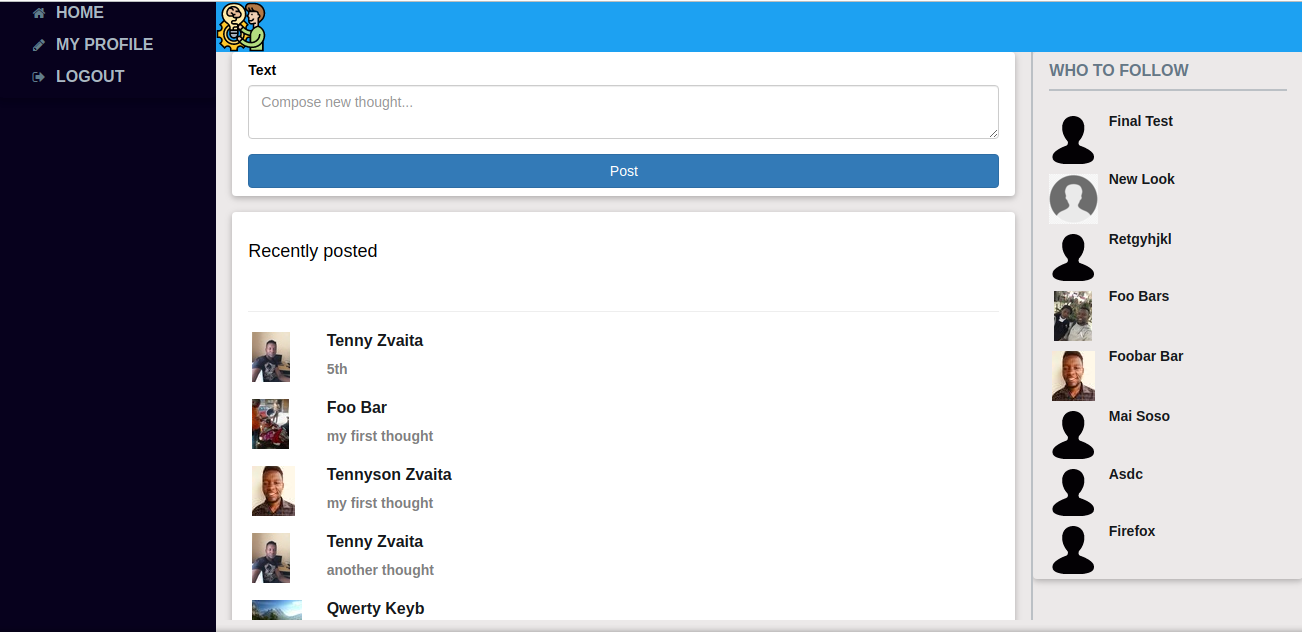 HOME
MY PROFILE
LOGOUT
Text
Compose new thought...
Post
Recently posted
Tenny Zvaita
5th
Foo Bar
my first thought
Tennyson Zvaita
my first thought
Tenny Zvaita
another thought
Qwerty Keyb
WHO TO FOLLOW
Final Test
New Look
Retgyhjkl
Foo Bars
Foobar Bar
Mai Soso
Asdc
Firefox